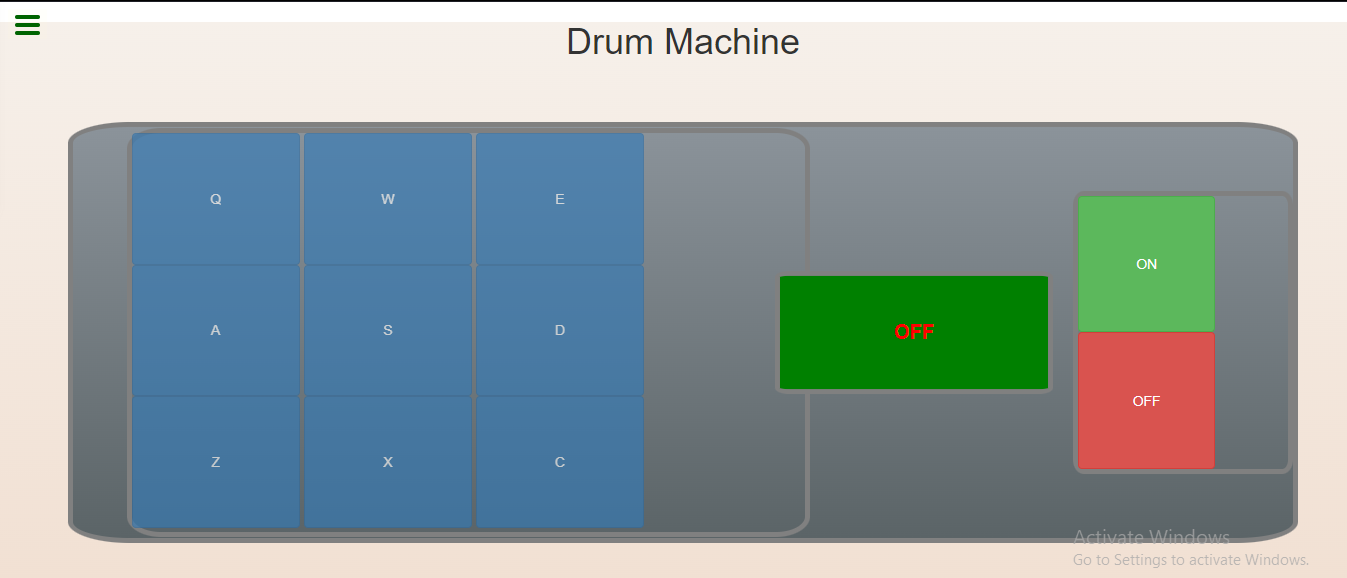 Drum Machine
Q W E
ON
A S D
OFF
OFF
Z X C
Activate Windows
Go to Settings to activate Windows.